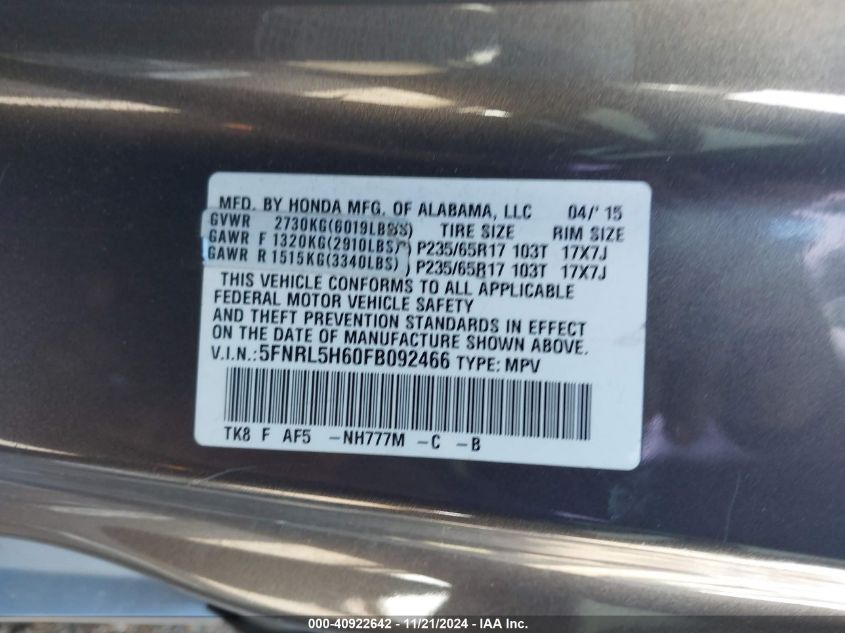 MFD. BY HONDA MFG. OF ALABAMA, LLC 04/'15
GVWR 2730KG(6019LBS) TIRE SIZE RIM SIZE
GAWR F 1320KG(2910LBS) P235/65R17 103T 17X7J
GAWR R 1515KG(3340LBS) P235/65R17 103T 17X7J
THIS VEHICLE CONFORMS TO ALL APPLICABLE
FEDERAL MOTOR VEHICLE SAFETY
AND THEFT PREVENTION STANDARDS IN EFFECT
ON THE DATE OF MANUFACTURE SHOWN ABOVE.
V.I.N.:5FNRL5H60FB092466 TYPE: MPV
TK8 F AF5 -NH777M -C -B
000-40922642 - 11/21/2024 - IAA Inc.